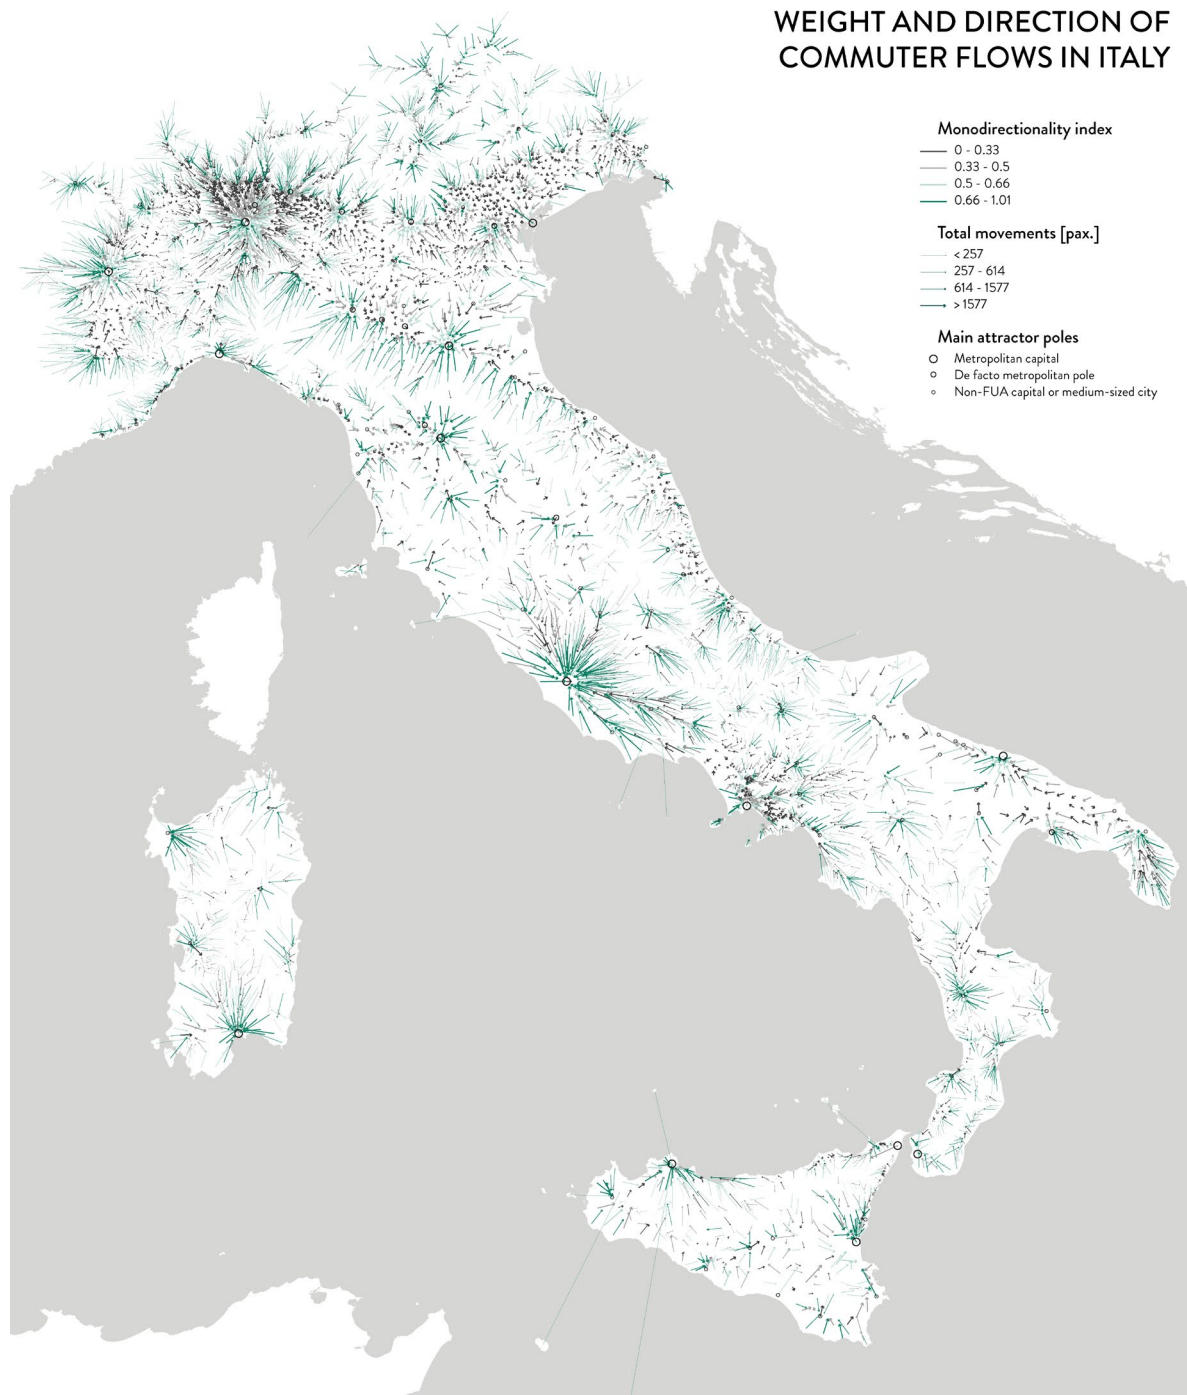 WEIGHT AND DIRECTION OF
COMMUTER FLOWS IN ITALY
Monodirectionality index
0 - 0.33
0.33 - 0.5
0.5 - 0.66
0.66 - 1.01
Total movements [pax.]
< 257
257 - 614
614 - 1577
> 1577
Main attractor poles
Metropolitan capital
De facto metropolitan pole
Non-FUA capital or medium-sized city